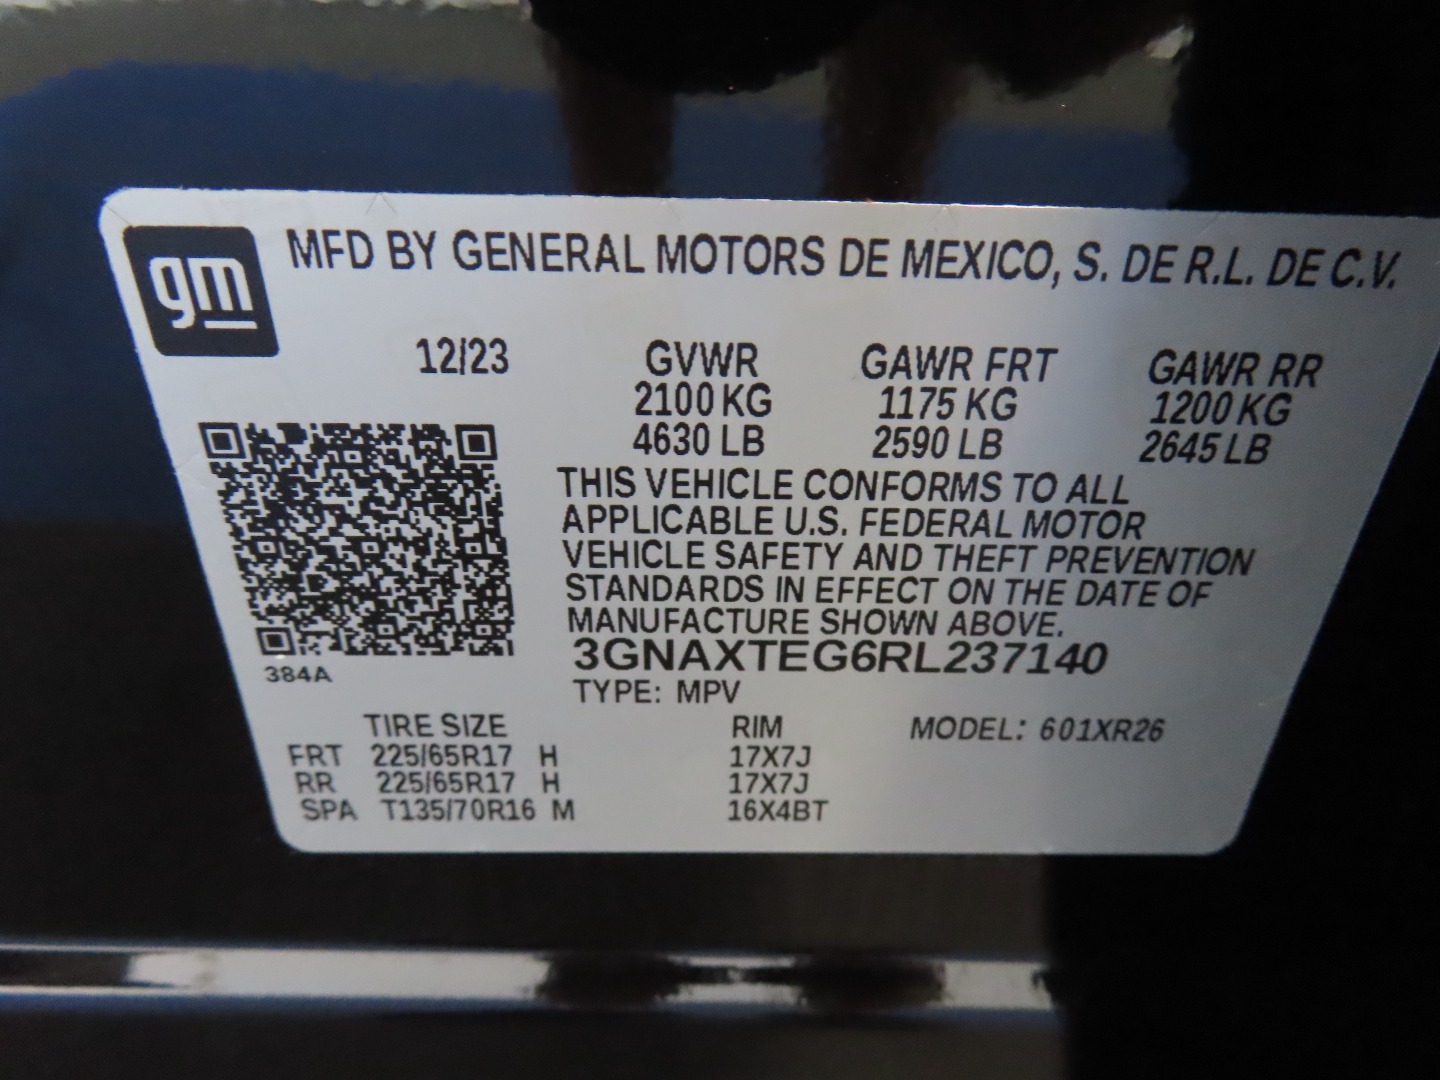 gm
MFD BY GENERAL MOTORS DE MEXICO, S. DE R.L. DE C.V.
12/23 GVWR GAWR FRT GAWR RR
2100 KG 1175 KG 1200 KG
4630 LB 2590 LB 2645 LB
THIS VEHICLE CONFORMS TO ALL
APPLICABLE U.S. FEDERAL MOTOR
VEHICLE SAFETY AND THEFT PREVENTION
STANDARDS IN EFFECT ON THE DATE OF
MANUFACTURE SHOWN ABOVE.
3GNAXTEG6RL237140
384A
TYPE: MPV
TIRE SIZE RIM MODEL: 601XR26
FRT 225/65R17 H 17X7J
RR 225/65R17 H 17X7J
SPA T135/70R16 M 16X4BT